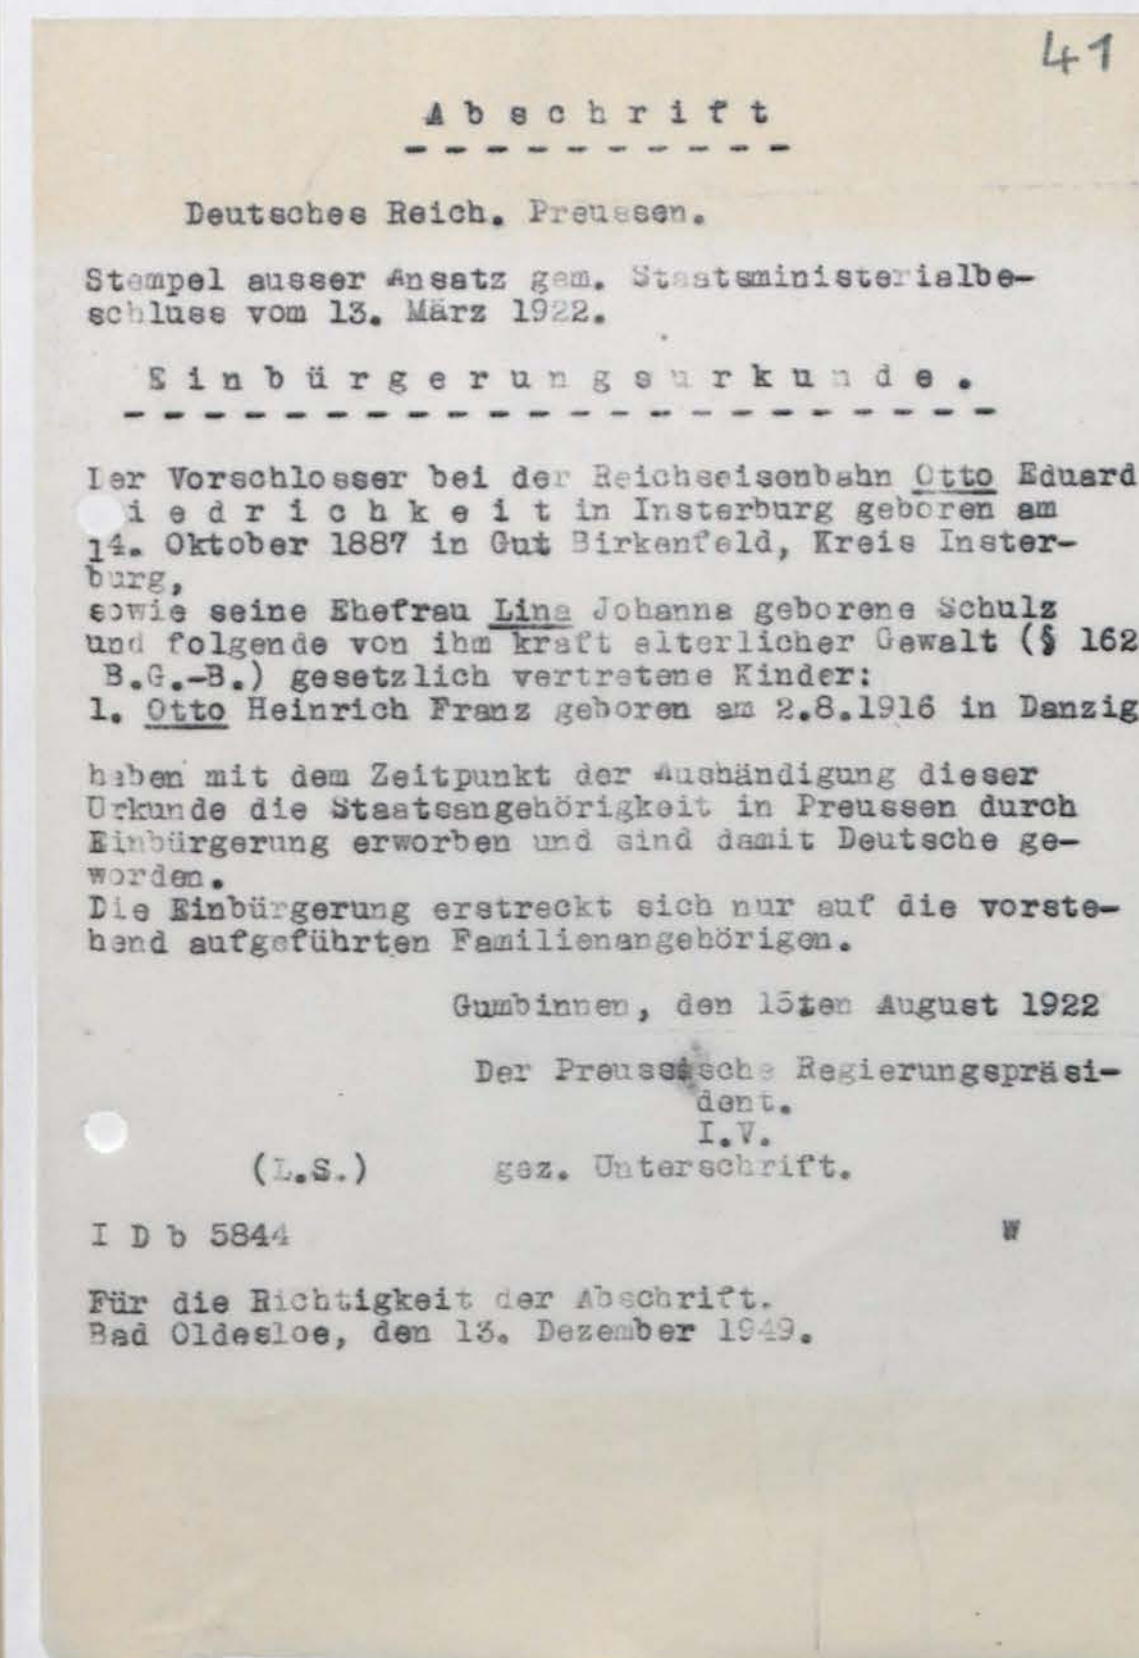 41
A b s c h r i f t
- - - - - - - - - -
Deutsches Reich. Preussen.
Stempel ausser Ansatz gem. Staatsministerialbe-
schluss vom 13. März 1922.
E i n b ü r g e r u n g s u r k u n d e .
- - - - - - - - - - - - - - - - - - - - - -
Der Vorschlosser bei der Reichseisenbahn Otto Eduard
i e d r i c h k e i t in Insterburg geboren am
14. Oktober 1887 in Gut Birkenfeld, Kreis Inster-
burg,
sowie seine Ehefrau Lina Johanna geborene Schulz
und folgende von ihm kraft elterlicher Gewalt (§ 162
B.G.-B.) gesetzlich vertretene Kinder:
1. Otto Heinrich Franz geboren am 2.8.1916 in Danzig
haben mit dem Zeitpunkt der Aushändigung dieser
Urkunde die Staatsangehörigkeit in Preussen durch
Einbürgerung erworben und sind damit Deutsche ge-
worden.
Die Einbürgerung erstreckt sich nur auf die vorste-
hend aufgeführten Familienangehörigen.
Gumbinnen, den 15ten August 1922
Der Preussische Regierungspräsi-
dent.
I.V.
(L.S.) gez. Unterschrift.
I D b 5844 W
Für die Richtigkeit der Abschrift.
Bad Oldesloe, den 13. Dezember 1949.